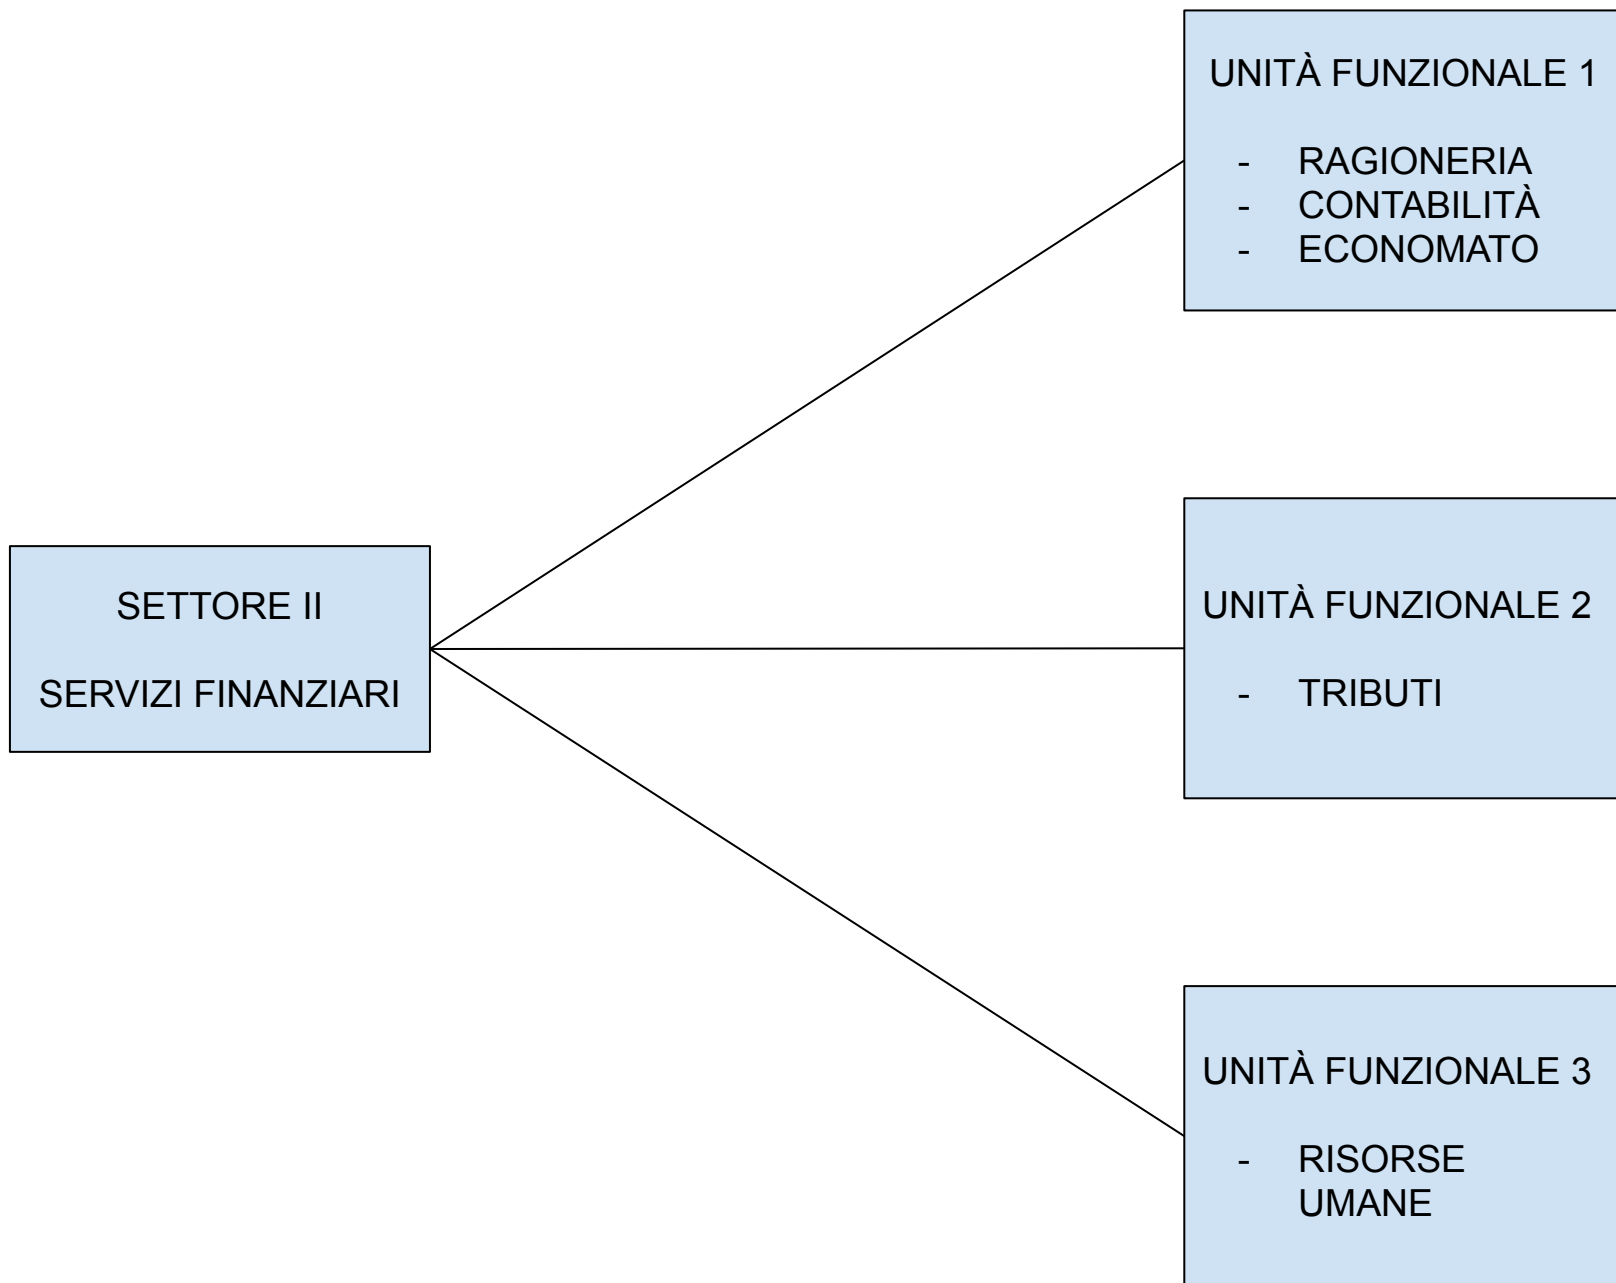 UNITÀ FUNZIONALE 1
- RAGIONERIA
- CONTABILITÀ
- ECONOMATO
SETTORE II
SERVIZI FINANZIARI
UNITÀ FUNZIONALE 2
- TRIBUTI
UNITÀ FUNZIONALE 3
- RISORSE
UMANE